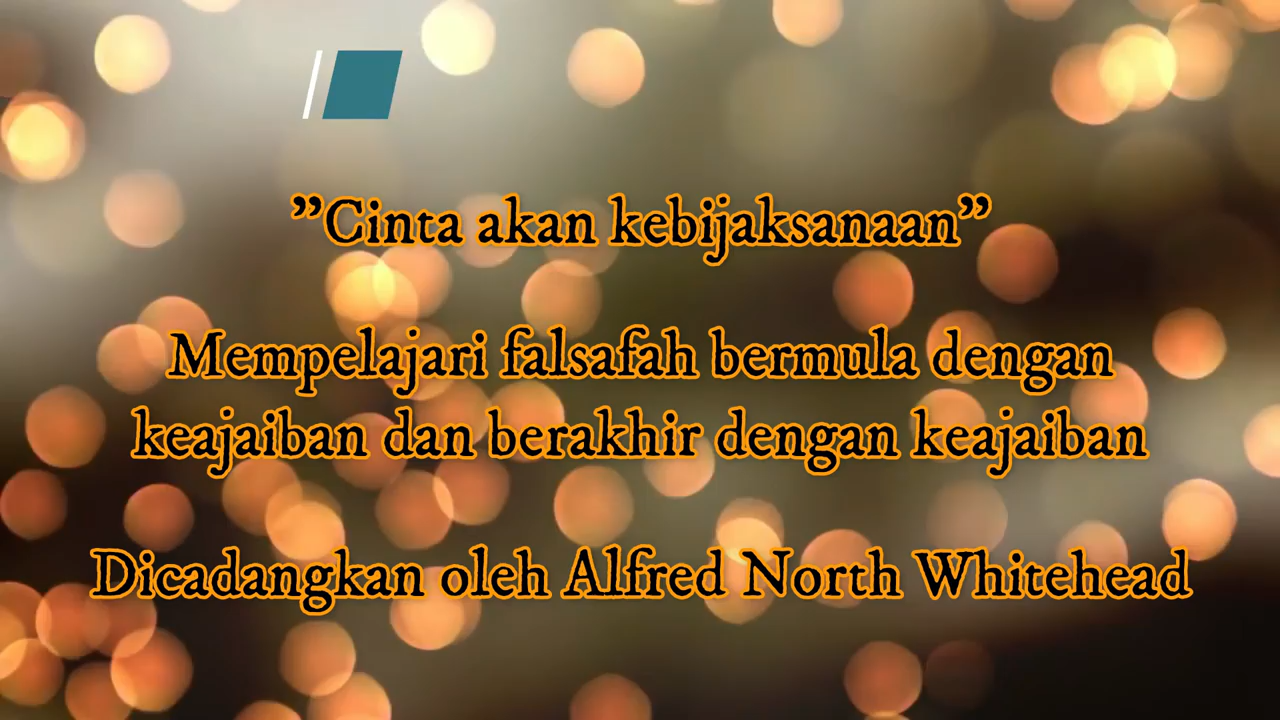 ”Cinta akan kebijaksanaan”
Mempelajari falsafah bermula dengan
keajaiban dan berakhir dengan keajaiban
Dicadangkan oleh Alfred North Whitehead